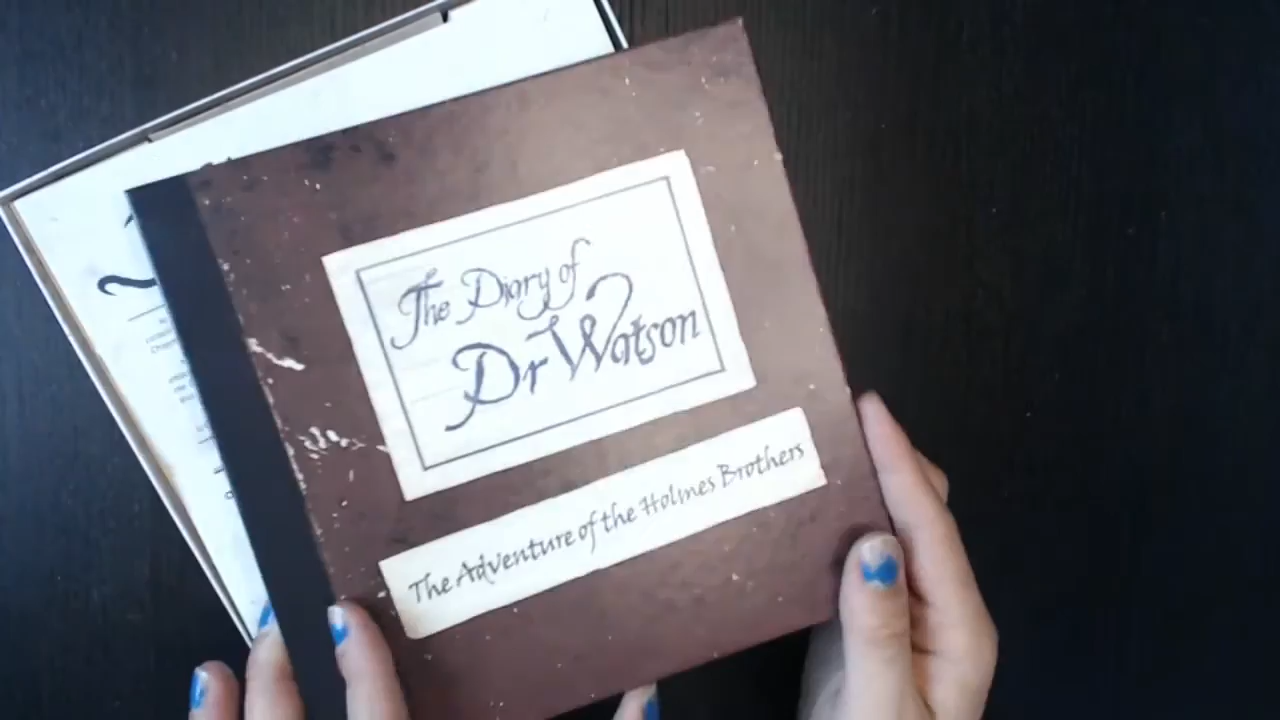 The Diary of
Dr Watson
The Adventure of the Holmes Brothers